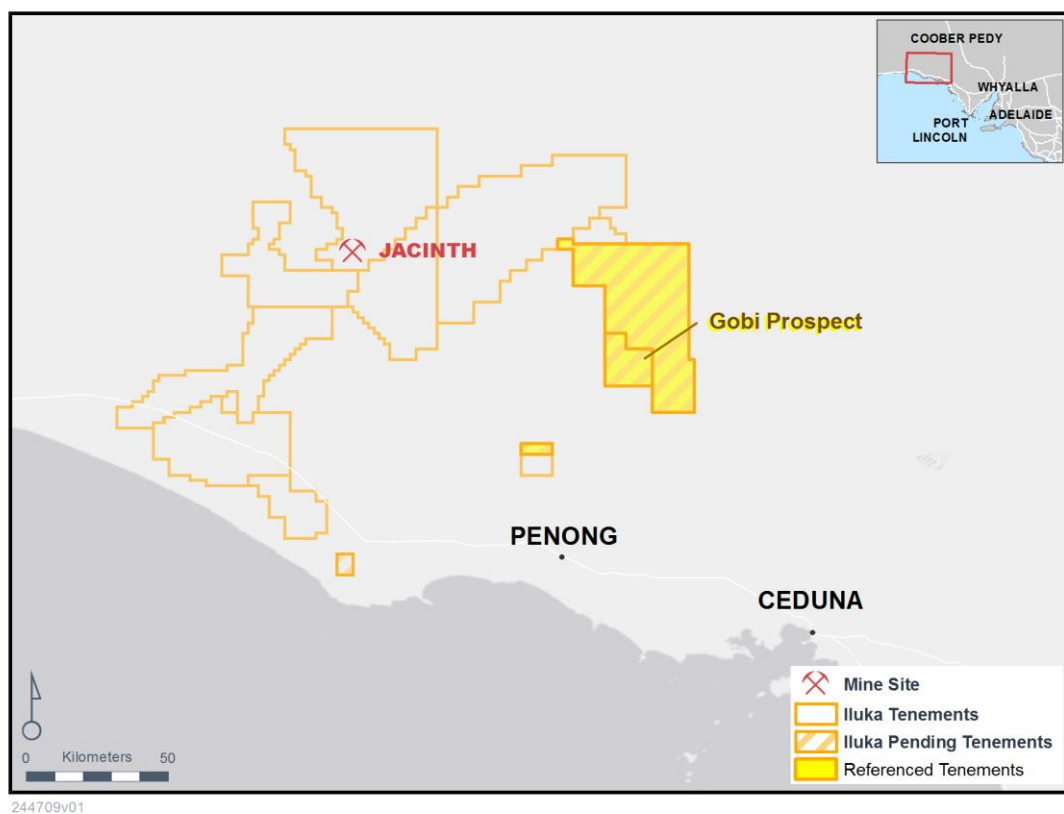 COOBER PEDY
WHYALLA
ADELAIDE
PORT
LINCOLN
JACINTH
Gobi Prospect
PENONG
CEDUNA
Mine Site
Iluka Tenements
Iluka Pending Tenements
Referenced Tenements
0 Kilometers 50
244709v01